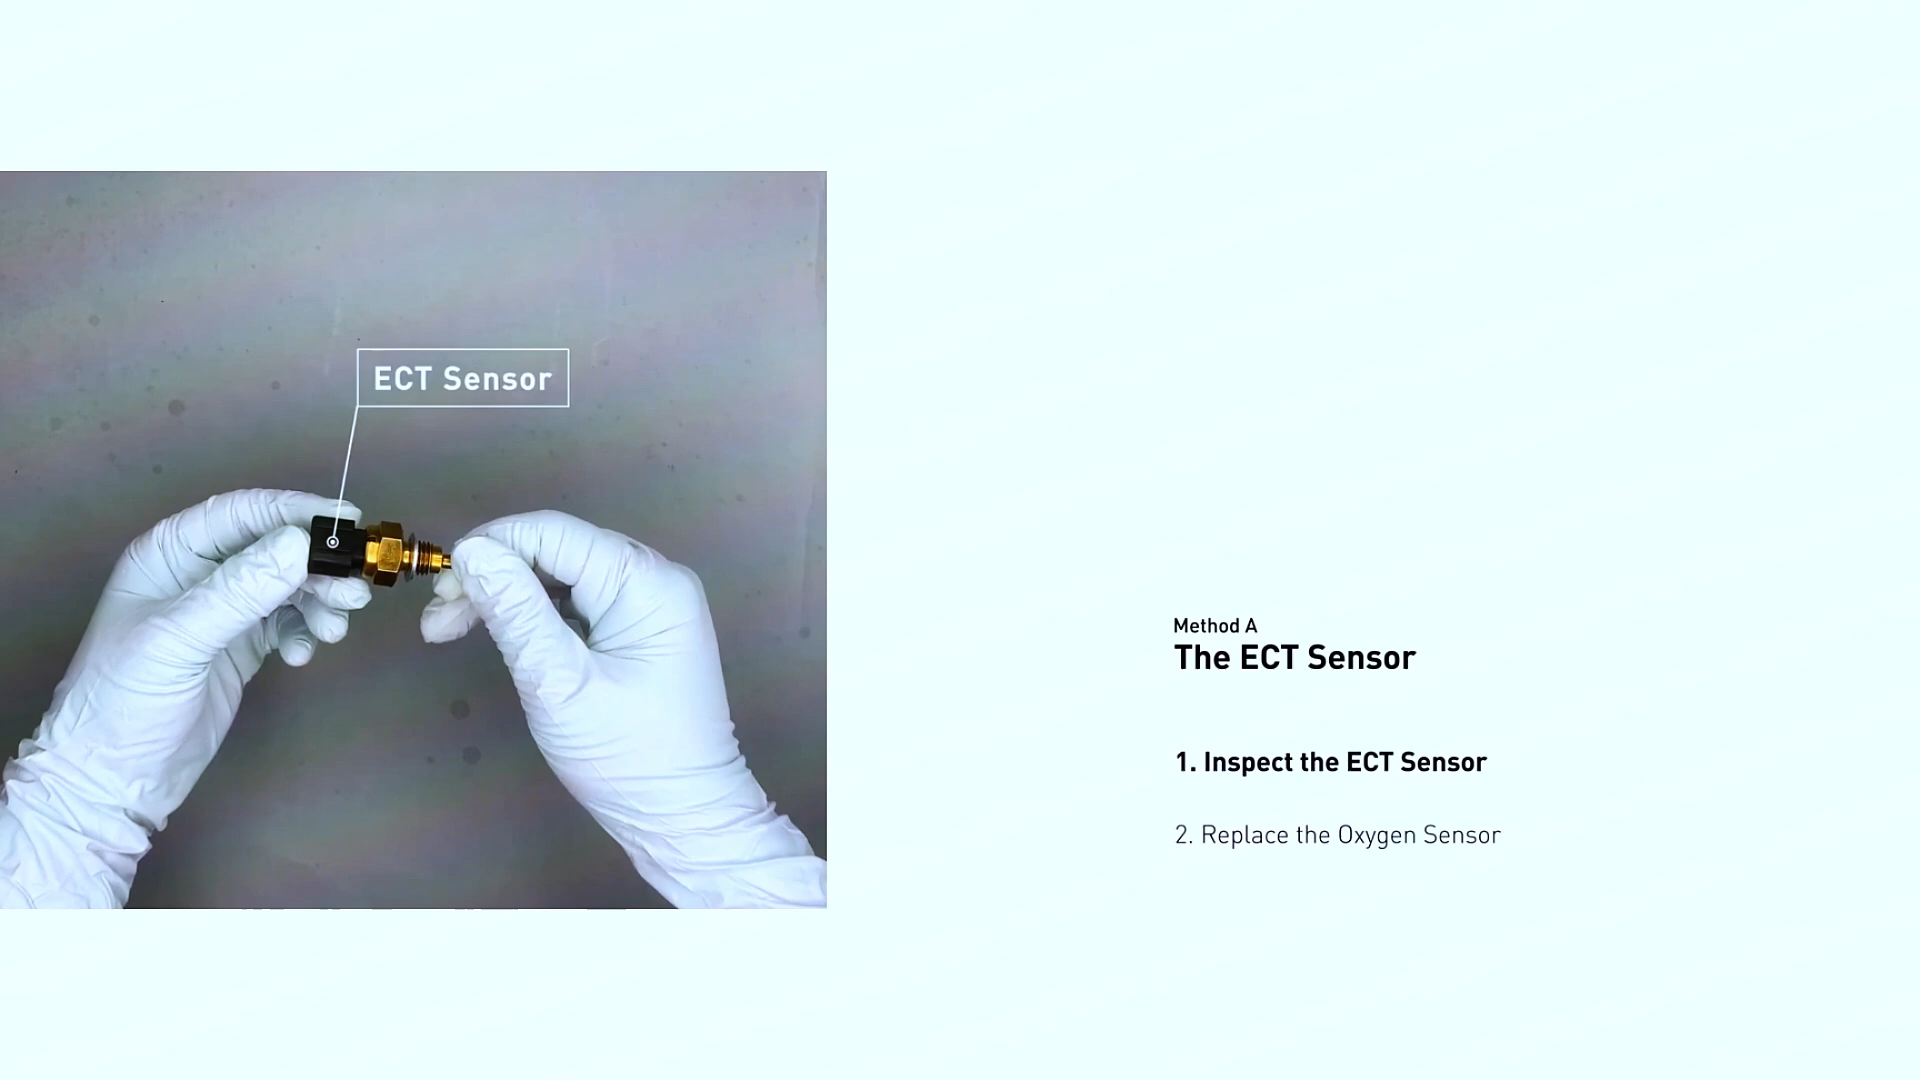 ECT Sensor
Method A
The ECT Sensor
1. Inspect the ECT Sensor
2. Replace the Oxygen Sensor